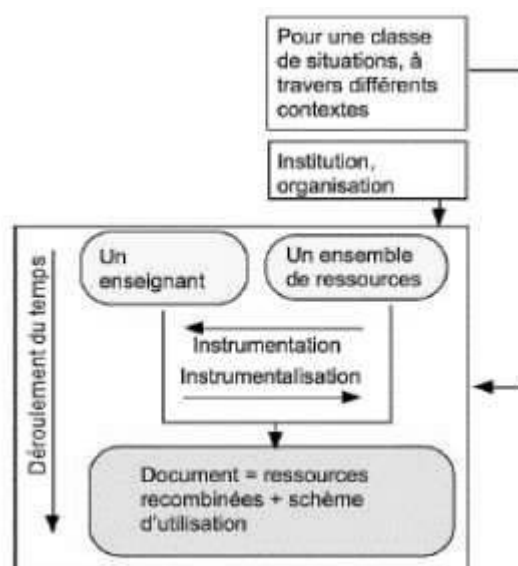 Pour une classe
de situations, à
travers différents
contextes
Institution,
organisation
Déroulement du temps
Un
enseignant
Un ensemble
de ressources
Instrumentation
Instrumentalisation
Document = ressources
recombinées + schème
d'utilisation